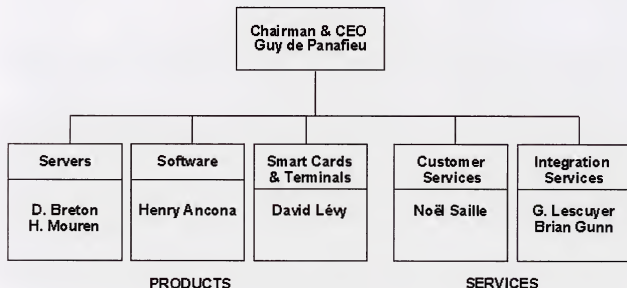 Chairman & CEO
Guy de Panafieu
Servers
D. Breton
H. Mouren
Software
Henry Ancona
Smart Cards
& Terminals
David Lévy
Customer
Services
Noël Saille
Integration
Services
G. Lescuyer
Brian Gunn
PRODUCTS
SERVICES